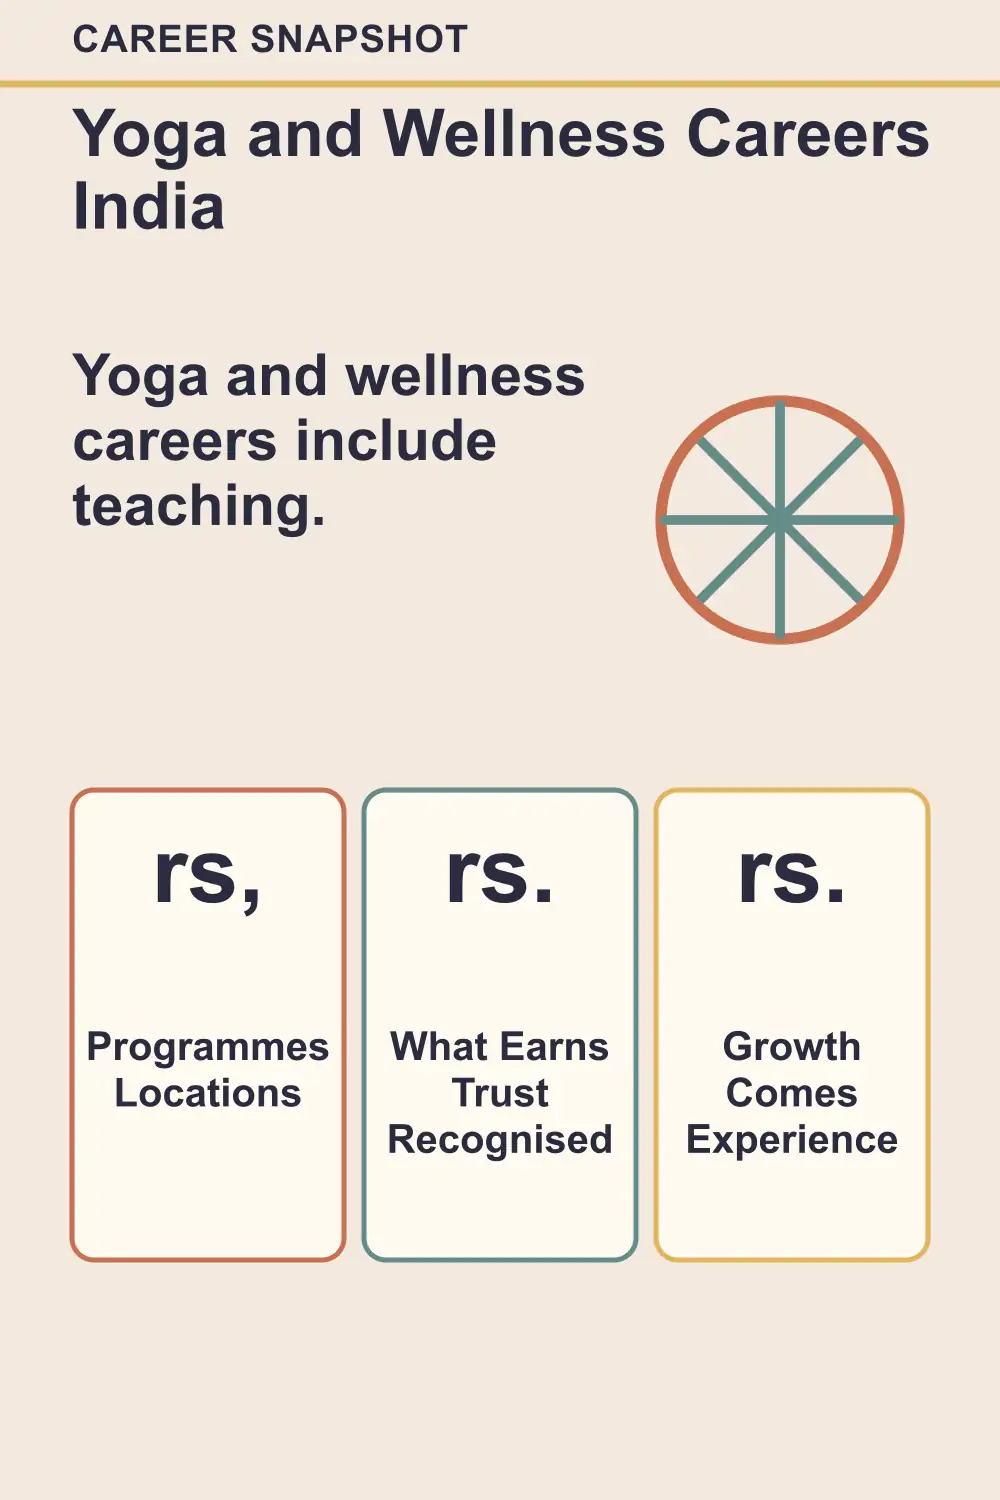 CAREER SNAPSHOT
Yoga and Wellness Careers
India
Yoga and wellness
careers include
teaching.
rs,
Programmes
Locations
rs.
What Earns
Trust
Recognised
rs.
Growth
Comes
Experience